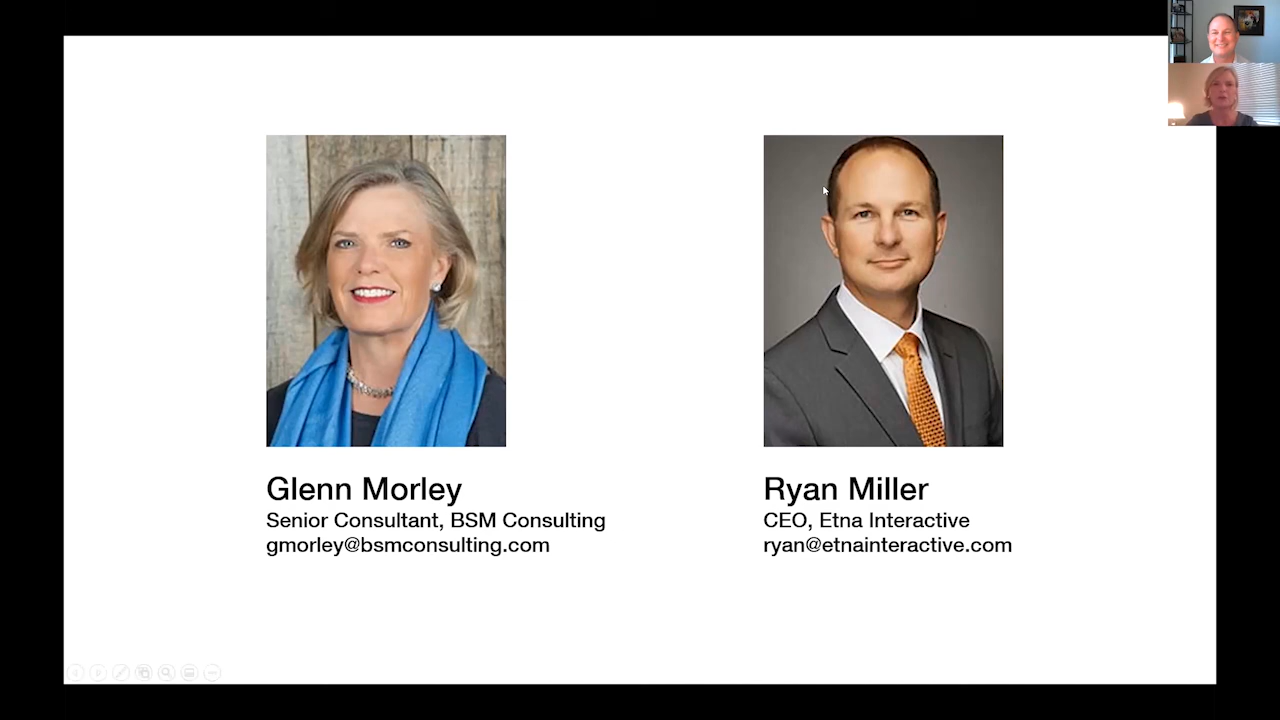 Glenn Morley
Senior Consultant, BSM Consulting
gmorley@bsmconsulting.com
Ryan Miller
CEO, Etna Interactive
ryan@etnainteractive.com